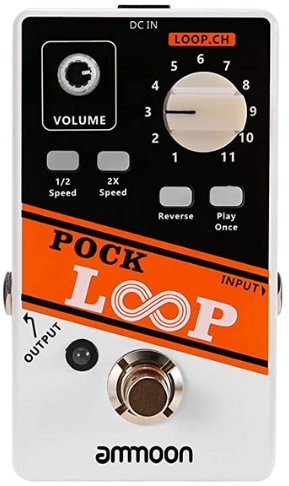 DC IN
LOOP.CH
VOLUME
1 2 3 4 5 6 7 8 9 10 11
1/2
Speed
2X
Speed
Reverse
Play
Once
POCK
LOOP
INPUT
OUTPUT
ammoon